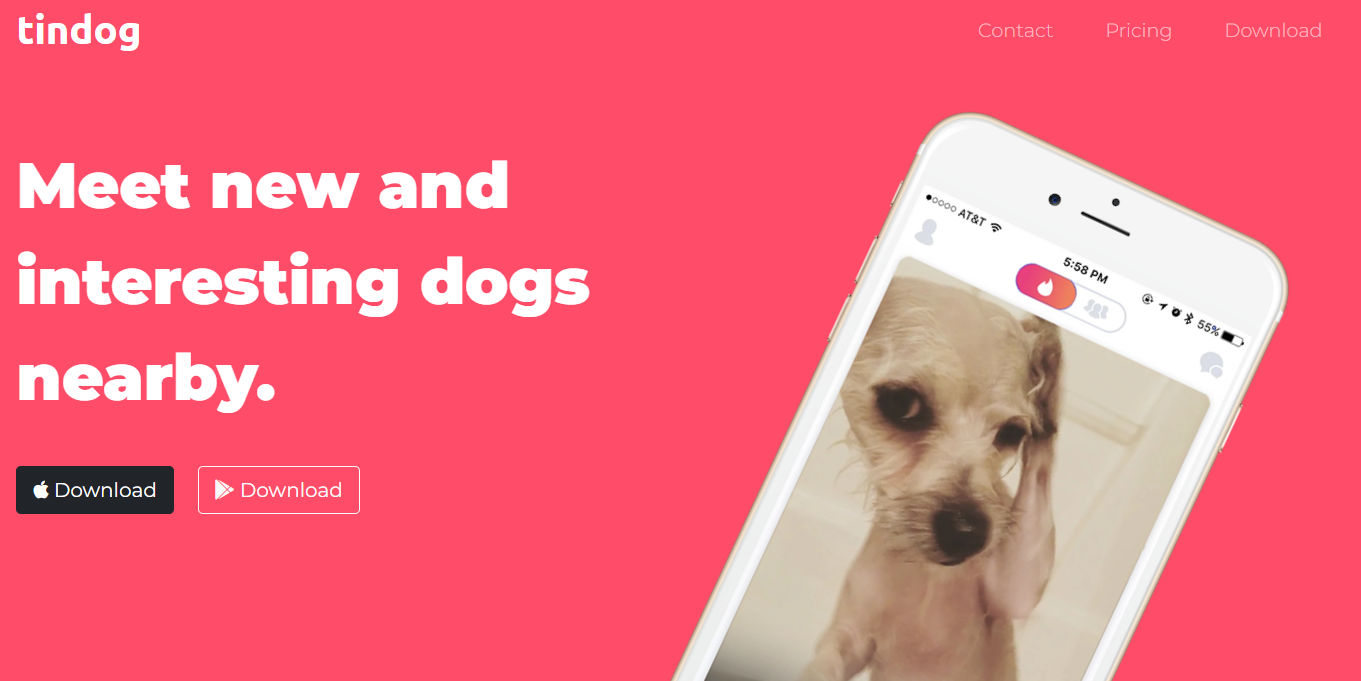 tindog
Contact
Pricing
Download
Meet new and
interesting dogs
nearby.
Download
Download
AT&T
5:58 PM
55%